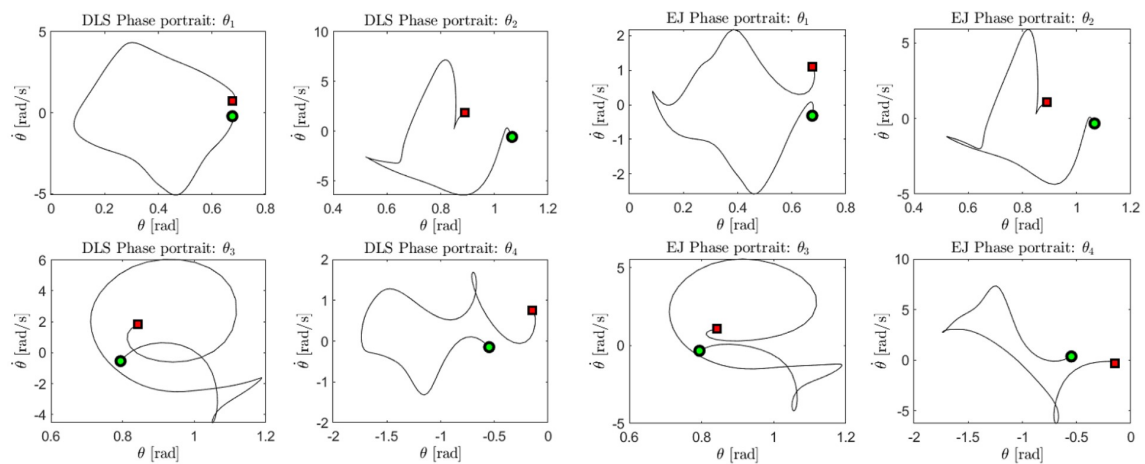 DLS Phase portrait: θ₁
5
0
-5
θ̇ [rad/s]
0 0.2 0.4 0.6 0.8
θ [rad]
DLS Phase portrait: θ₂
10
5
0
-5
θ̇ [rad/s]
0.4 0.6 0.8 1 1.2
θ [rad]
EJ Phase portrait: θ₁
2
1
0
-1
-2
θ̇ [rad/s]
0 0.2 0.4 0.6 0.8
θ [rad]
EJ Phase portrait: θ₂
5
0
-5
θ̇ [rad/s]
0.4 0.6 0.8 1 1.2
θ [rad]
DLS Phase portrait: θ₃
6
4
2
0
-2
-4
θ̇ [rad/s]
0.6 0.8 1 1.2
θ [rad]
DLS Phase portrait: θ₄
2
1
0
-1
-2
θ̇ [rad/s]
-2 -1.5 -1 -0.5 0
θ [rad]
EJ Phase portrait: θ₃
5
0
-5
θ̇ [rad/s]
0.6 0.8 1 1.2
θ [rad]
EJ Phase portrait: θ₄
10
5
0
-5
θ̇ [rad/s]
-2 -1.5 -1 -0.5 0
θ [rad]